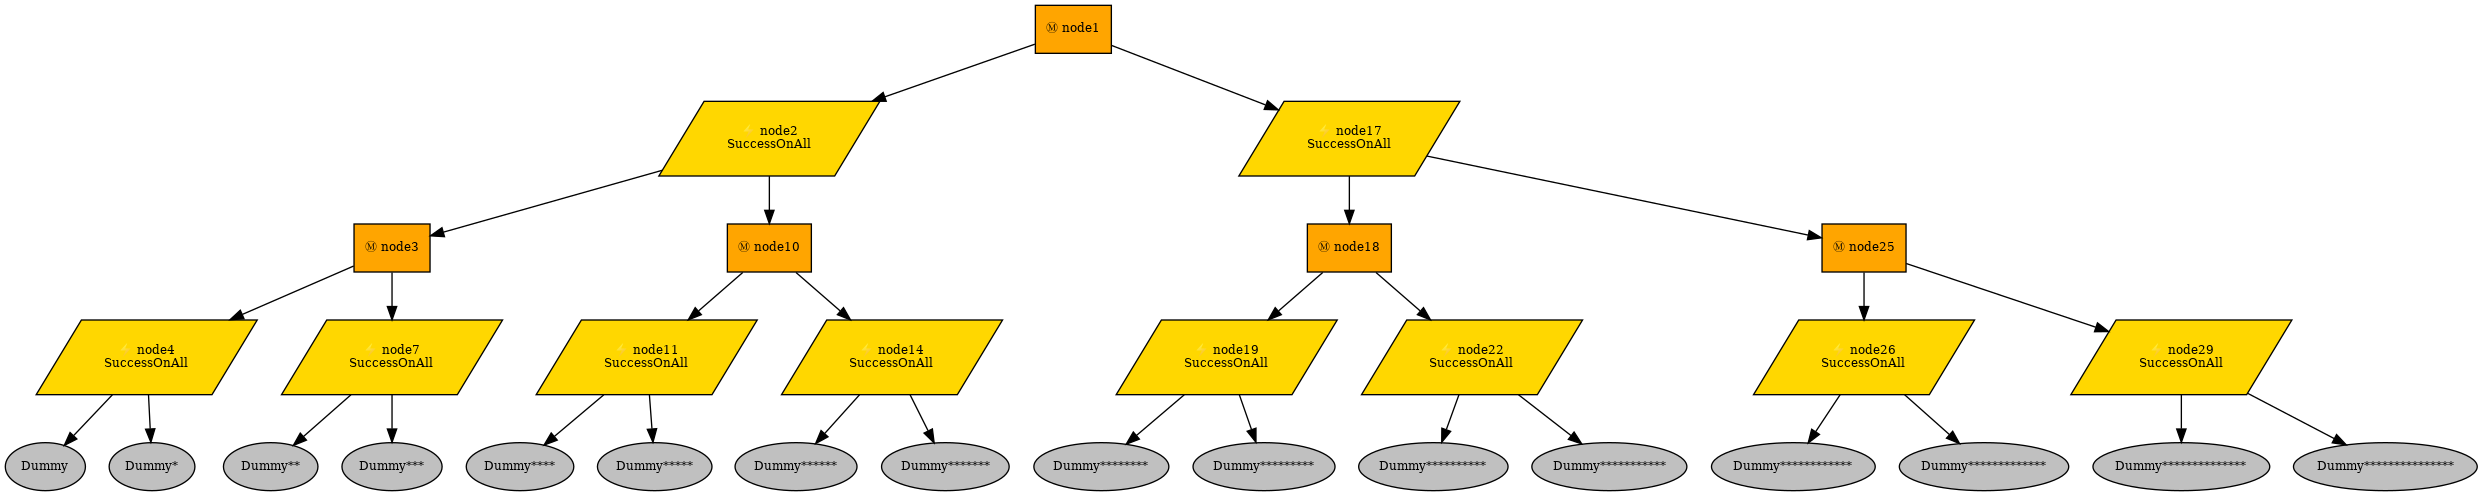 Ⓜ node1
node2
SuccessOnAll
node17
SuccessOnAll
Ⓜ node3
Ⓜ node10
Ⓜ node18
Ⓜ node25
node4
SuccessOnAll
node7
SuccessOnAll
node11
SuccessOnAll
node14
SuccessOnAll
node19
SuccessOnAll
node22
SuccessOnAll
node26
SuccessOnAll
node29
SuccessOnAll
Dummy
Dummy*
Dummy**
Dummy***
Dummy****
Dummy*****
Dummy******
Dummy*******
Dummy********
Dummy*********
Dummy**********
Dummy***********
Dummy************
Dummy*************
Dummy**************
Dummy***************